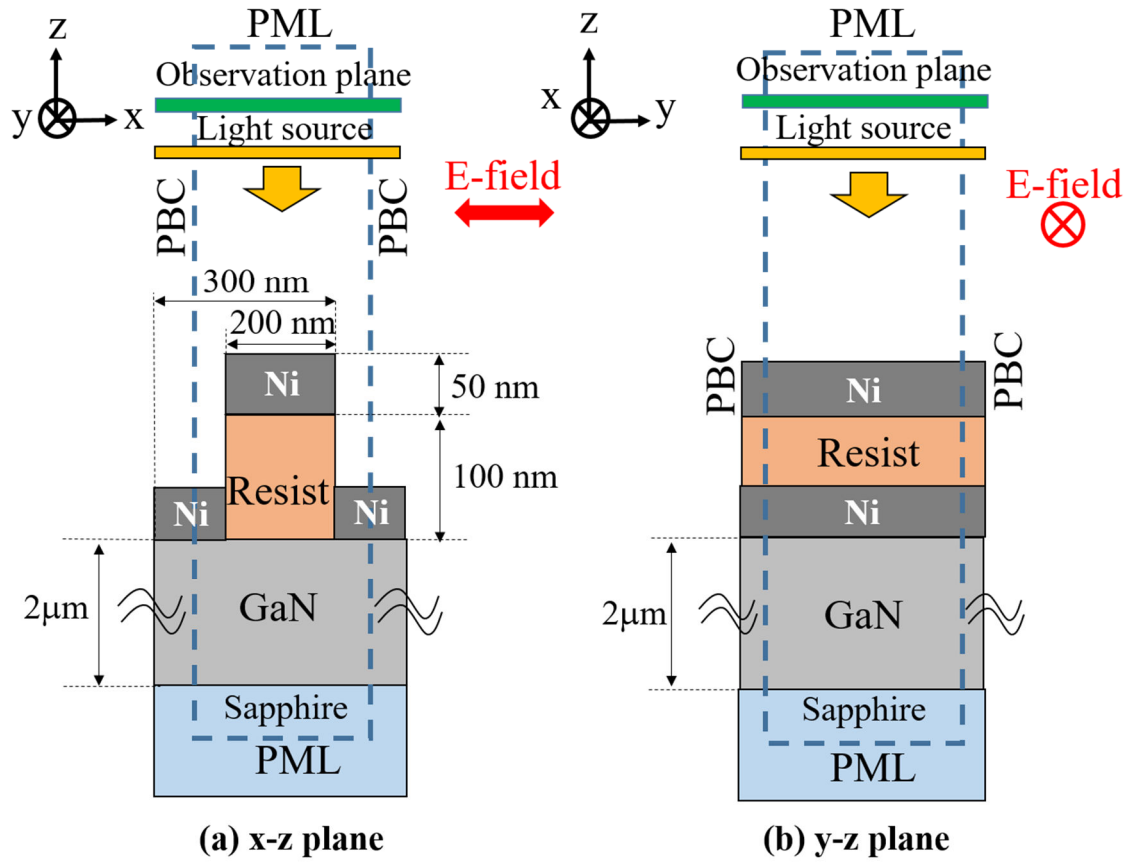 PML
z
Observation plane
y
x
Light source
PBC
PBC
E-field
300 nm
200 nm
Ni
50 nm
Resist
100 nm
Ni
Ni
GaN
2μm
Sapphire
PML
(a) x-z plane
PML
z
Observation plane
x
y
Light source
E-field
PBC
PBC
Ni
Resist
Ni
GaN
2μm
Sapphire
PML
(b) y-z plane